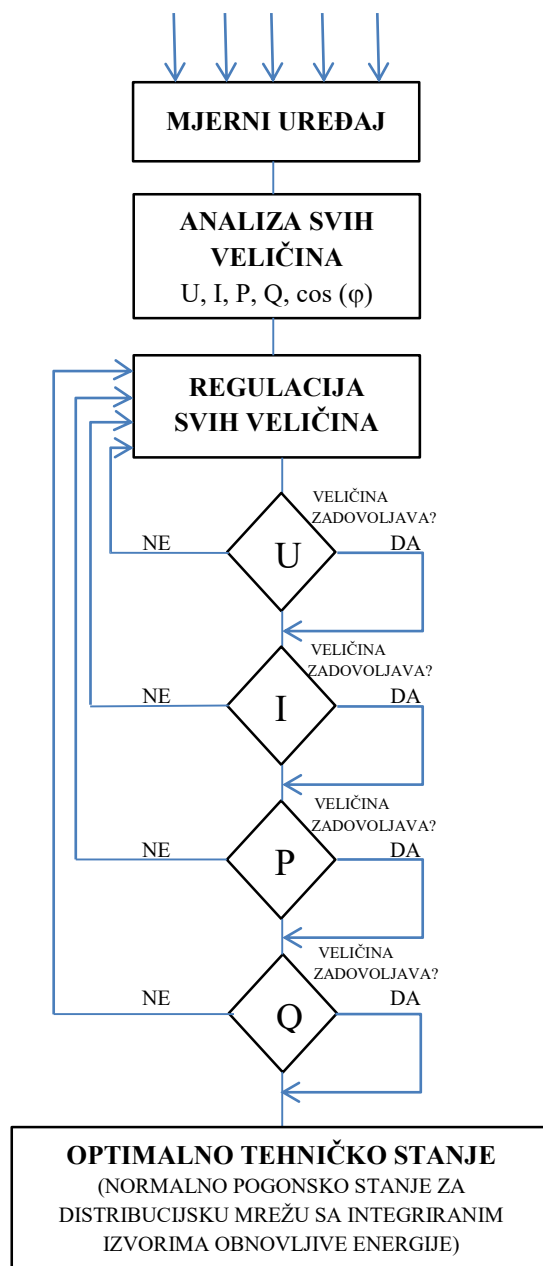 MJERNI UREĐAJ
ANALIZA SVIH
VELIČINA
U, I, P, Q, cos (φ)
REGULACIJA
SVIH VELIČINA
VELIČINA
ZADOVOLJAVA?
NE
DA
U
VELIČINA
ZADOVOLJAVA?
NE
DA
I
VELIČINA
ZADOVOLJAVA?
NE
DA
P
VELIČINA
ZADOVOLJAVA?
NE
DA
Q
OPTIMALNO TEHNIČKO STANJE
(NORMALNO POGONSKO STANJE ZA
DISTRIBUCIJSKU MREŽU SA INTEGRIRANIM
IZVORIMA OBNOVLJIVE ENERGIJE)